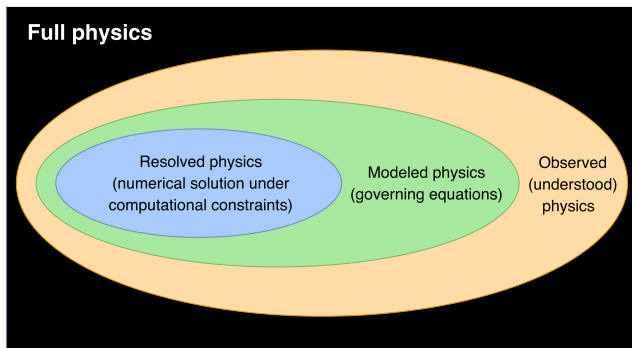 Full physics
Resolved physics
(numerical solution under
computational constraints)
Modeled physics
(governing equations)
Observed
(understood)
physics